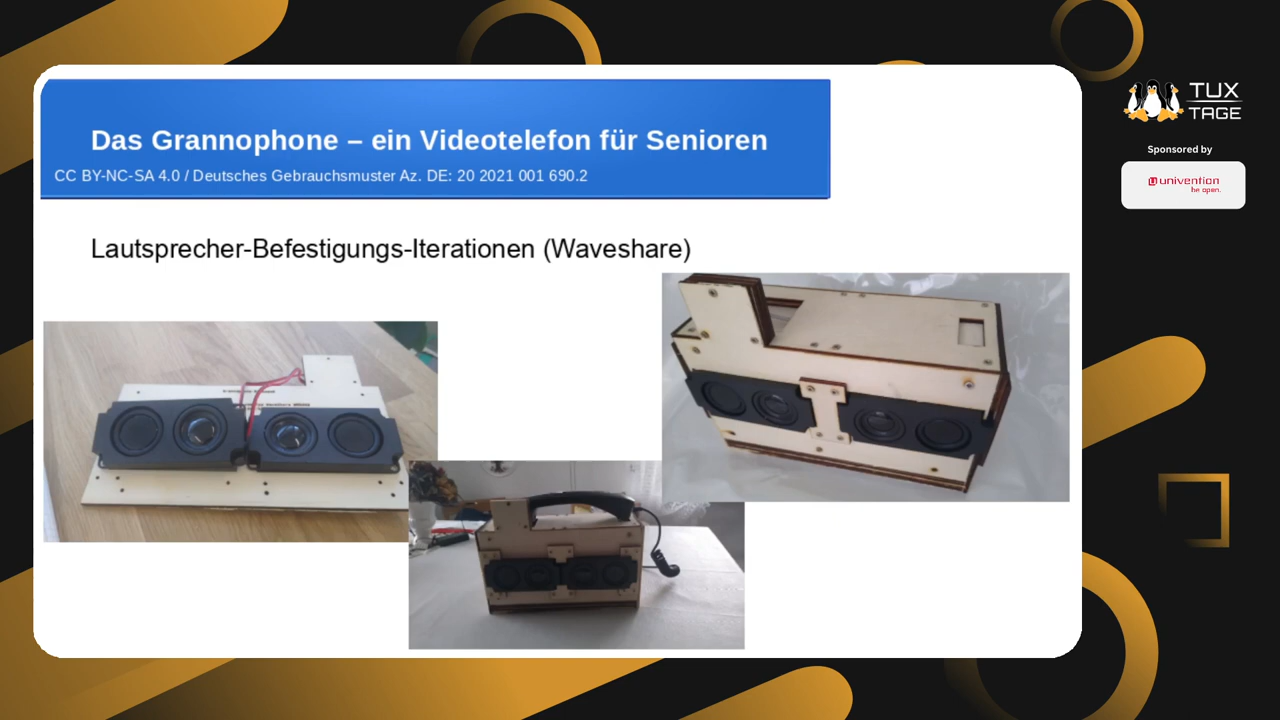 Das Grannophone – ein Videotelefon für Senioren
CC BY-NC-SA 4.0 / Deutsches Gebrauchsmuster Az. DE: 20 2021 001 690.2
Lautsprecher-Befestigungs-Iterationen (Waveshare)
TUX
TAGE
Sponsored by
univention
be open.